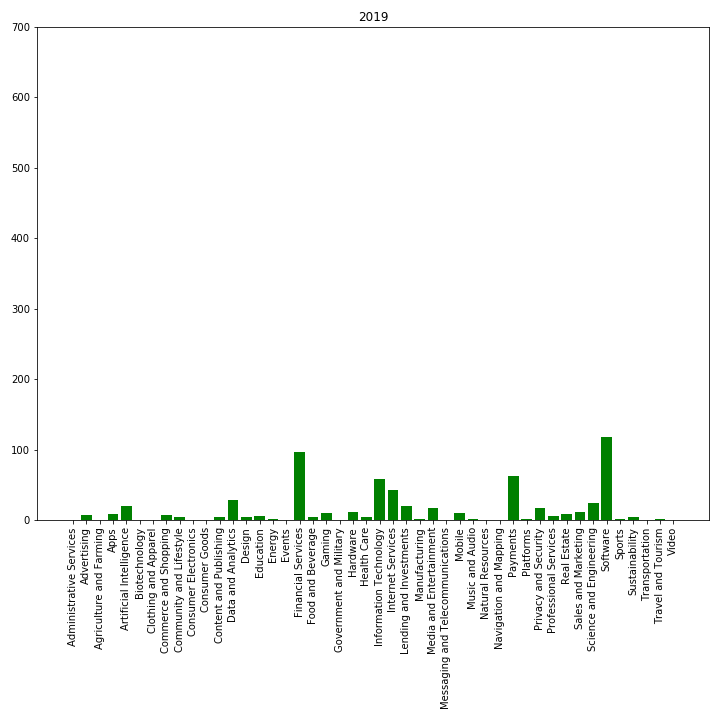 2019
700
600
500
400
300
200
100
0
Administrative Services
Advertising
Agriculture and Farming
Apps
Artificial Intelligence
Biotechnology
Clothing and Apparel
Commerce and Shopping
Community and Lifestyle
Consumer Electronics
Consumer Goods
Content and Publishing
Data and Analytics
Design
Education
Energy
Events
Financial Services
Food and Beverage
Gaming
Government and Military
Hardware
Health Care
Information Technology
Internet Services
Lending and Investments
Manufacturing
Media and Entertainment
Messaging and Telecommunications
Mobile
Music and Audio
Natural Resources
Navigation and Mapping
Payments
Platforms
Privacy and Security
Professional Services
Real Estate
Sales and Marketing
Science and Engineering
Software
Sports
Sustainability
Transportation
Travel and Tourism
Video